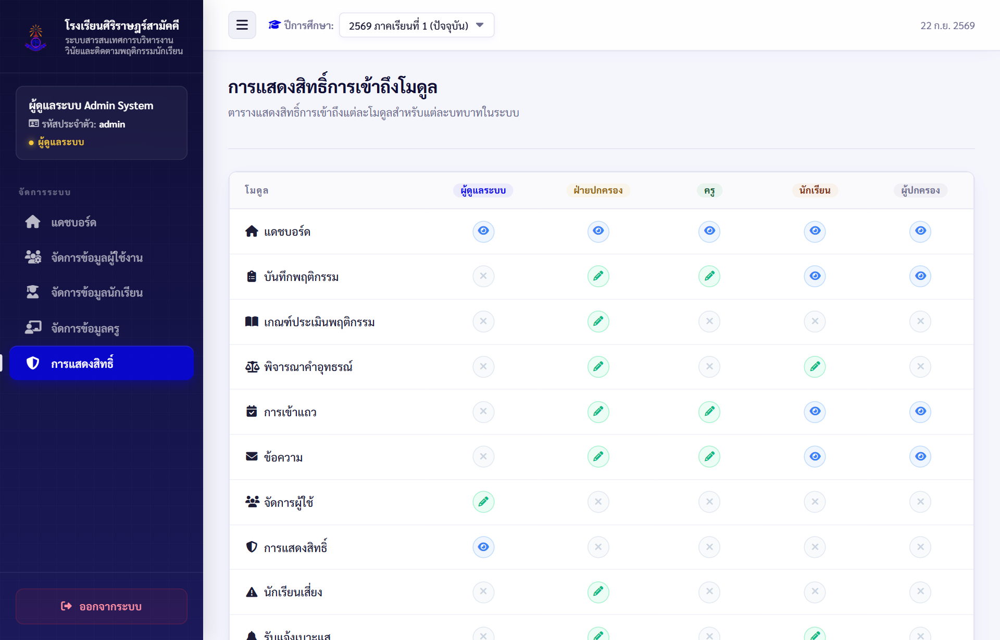 โรงเรียนศิริราษฎร์สามัคคี
ระบบสารสนเทศการบริหารงาน
วินัยและติดตามพฤติกรรมนักเรียน
ผู้ดูแลระบบ Admin System
รหัสประจำตัว: admin
ผู้ดูแลระบบ
จัดการระบบ
แดชบอร์ด
จัดการข้อมูลผู้ใช้งาน
จัดการข้อมูลนักเรียน
จัดการข้อมูลครู
การแสดงสิทธิ์
ออกจากระบบ
ปีการศึกษา: 2569 ภาคเรียนที่ 1 (ปัจจุบัน)
22 ก.ย. 2569
การแสดงสิทธิ์การเข้าถึงโมดูล
ตารางแสดงสิทธิ์การเข้าถึงแต่ละโมดูลสำหรับแต่ละบทบาทในระบบ
โมดูล ผู้ดูแลระบบ ฝ่ายปกครอง ครู นักเรียน ผู้ปกครอง
แดชบอร์ด
บันทึกพฤติกรรม
เกณฑ์ประเมินพฤติกรรม
พิจารณาคำอุทธรณ์
การเข้าแถว
ข้อความ
จัดการผู้ใช้
การแสดงสิทธิ์
นักเรียนเสี่ยง
รับแจ้งเบาะแส